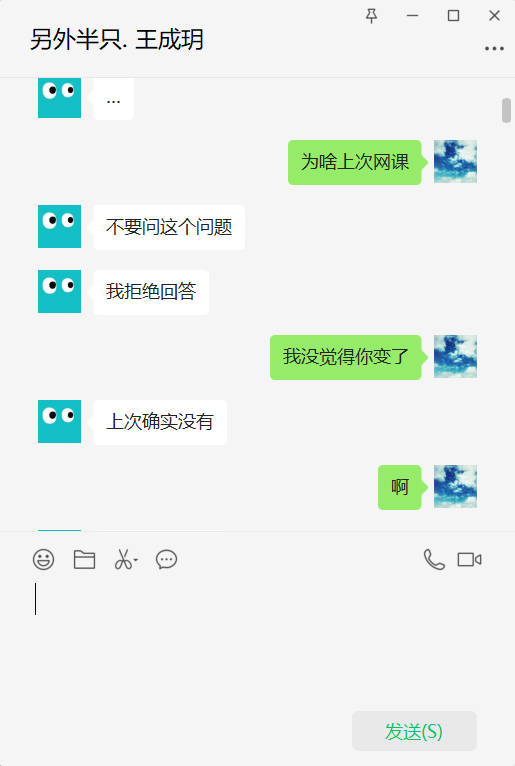 另外半只. 王成玥
...
为啥上次网课
不要问这个问题
我拒绝回答
我没觉得你变了
上次确实没有
啊
发送(S)